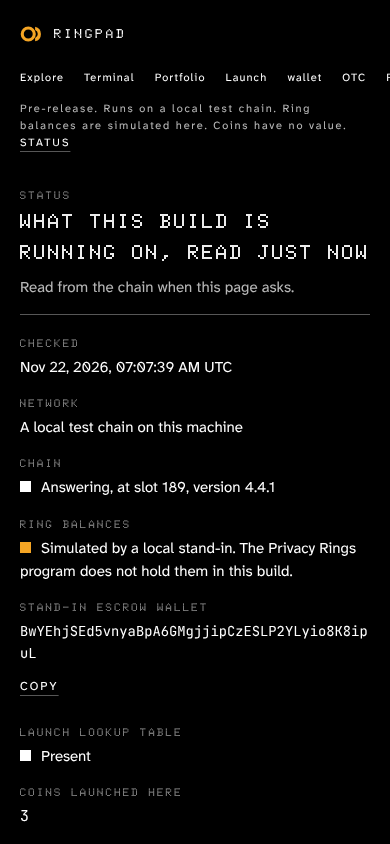 RINGPAD
Explore Terminal Portfolio Launch wallet OTC
Pre-release. Runs on a local test chain. Ring
balances are simulated here. Coins have no value.
STATUS
STATUS
WHAT THIS BUILD IS
RUNNING ON, READ JUST NOW
Read from the chain when this page asks.
CHECKED
Nov 22, 2026, 07:07:39 AM UTC
NETWORK
A local test chain on this machine
CHAIN
Answering, at slot 189, version 4.4.1
RING BALANCES
Simulated by a local stand-in. The Privacy Rings
program does not hold them in this build.
STAND-IN ESCROW WALLET
BwYEhjSEd5vnyaBpA6GMgjjipCzESLP2YLyio8K8ip
uL
COPY
LAUNCH LOOKUP TABLE
Present
COINS LAUNCHED HERE
3